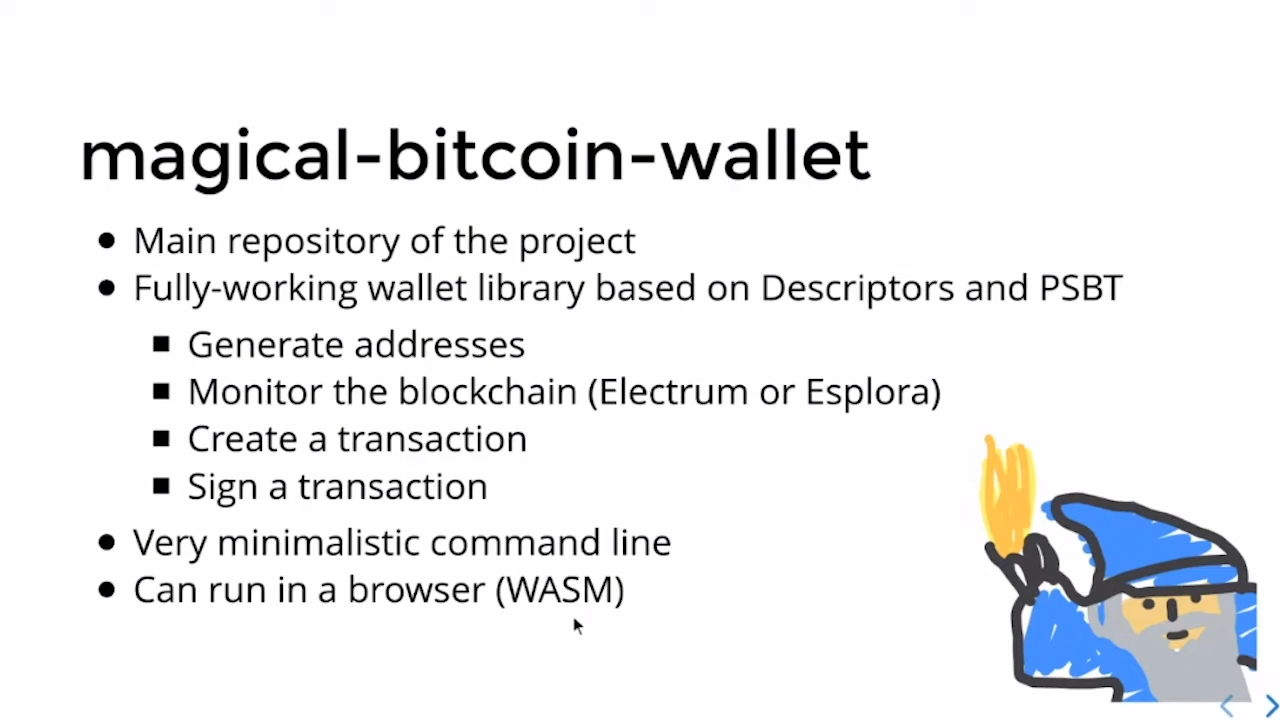 magical-bitcoin-wallet
Main repository of the project
Fully-working wallet library based on Descriptors and PSBT
Generate addresses
Monitor the blockchain (Electrum or Esplora)
Create a transaction
Sign a transaction
Very minimalistic command line
Can run in a browser (WASM)